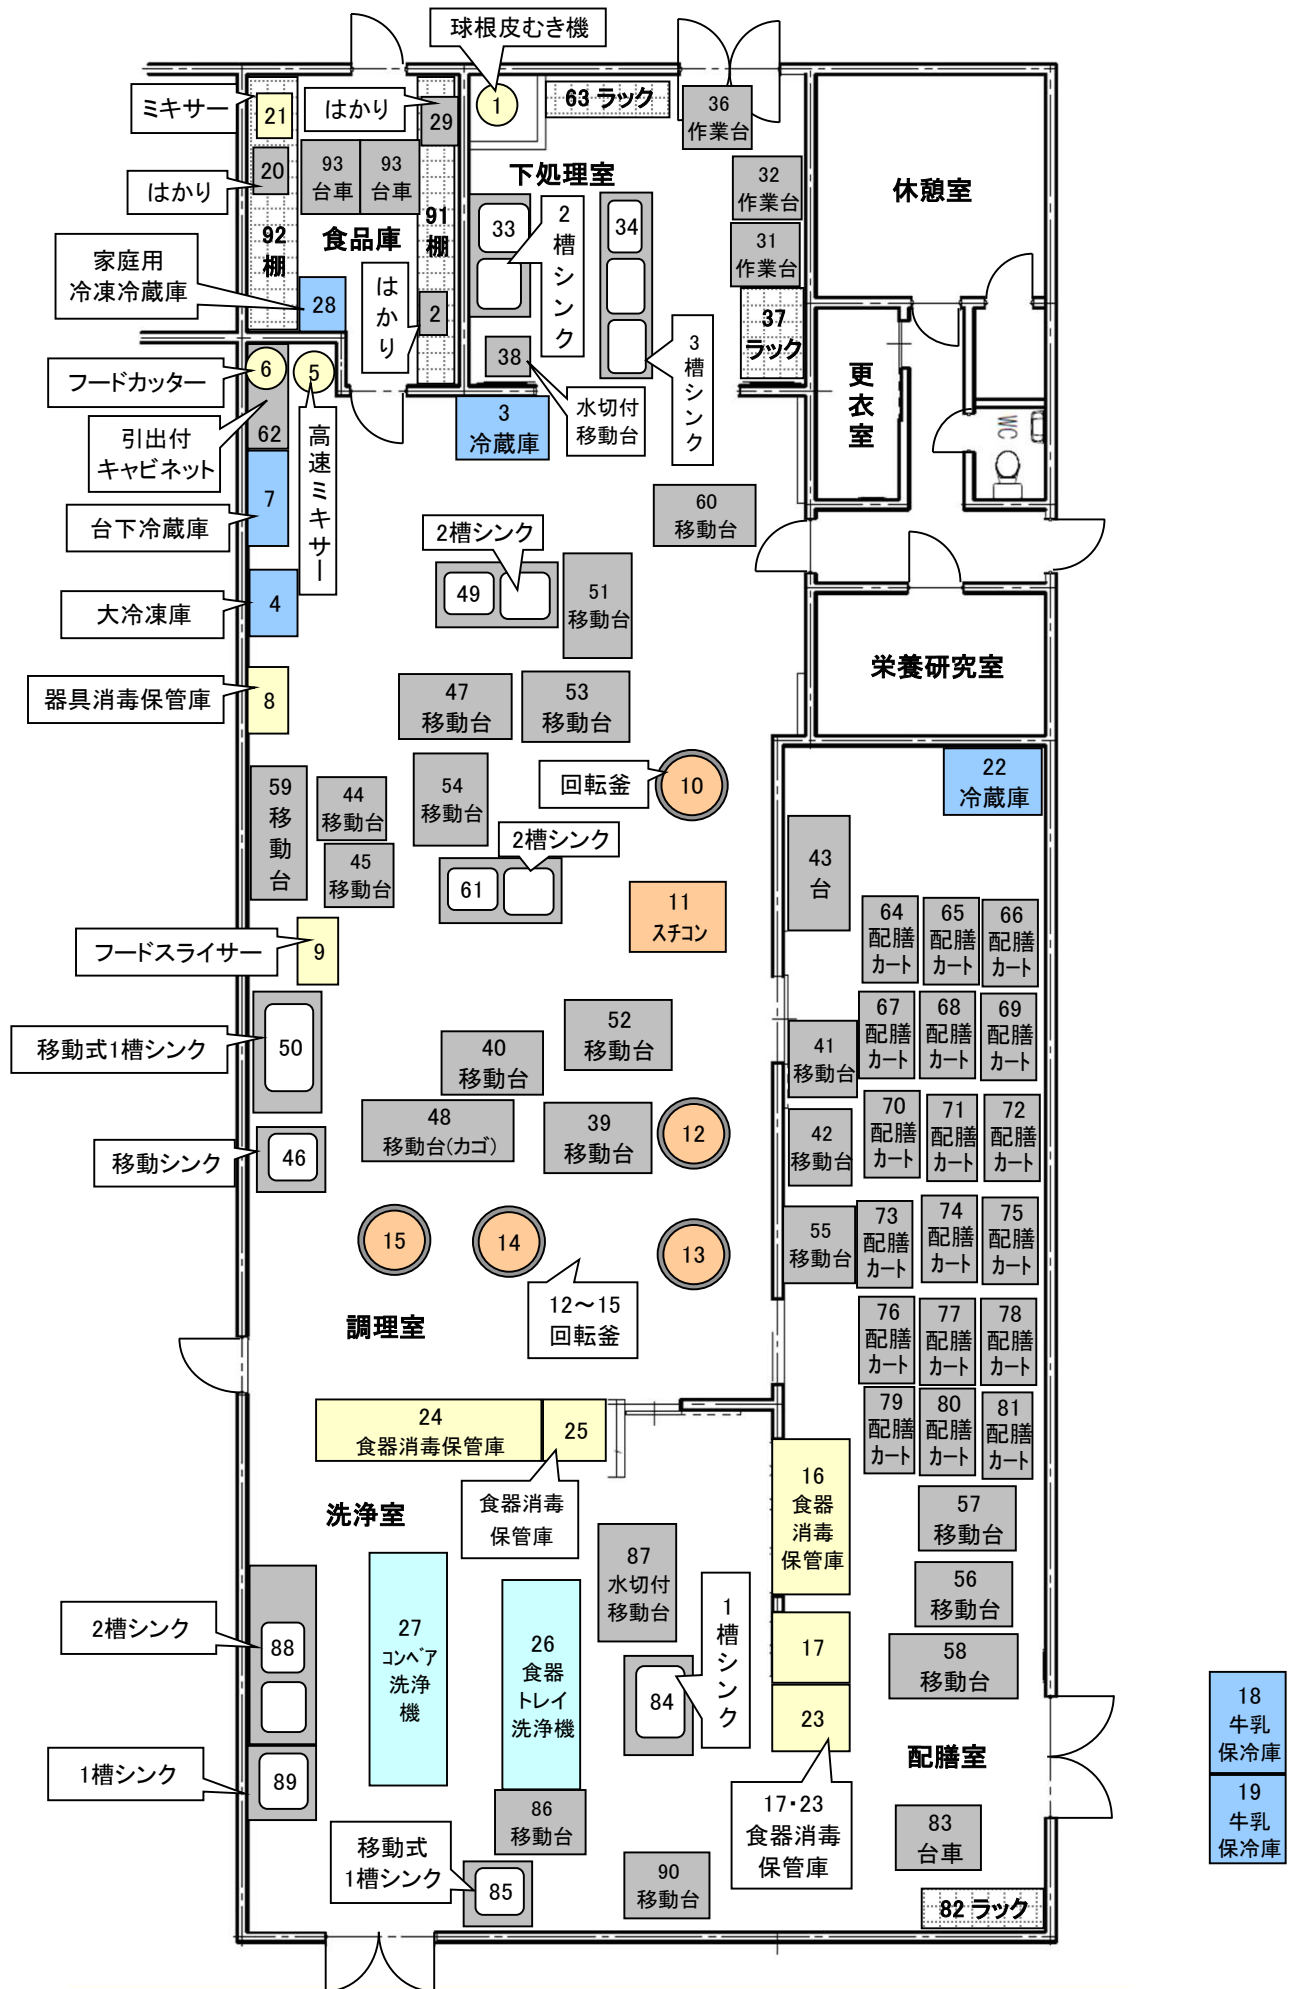 球根皮むき機
1
ミキサー
21
はかり
29
63 ラック
36
作業台
下処理室
93
台車
93
台車
20
はかり
32
作業台
休憩室
33
2槽シンク
34
92
棚
食品庫
91
棚
31
作業台
家庭用
冷凍冷蔵庫
28
はかり
2
37
ラック
38
3槽シンク
6
5
フードカッター
更衣室
水切付
移動台
3
冷蔵庫
引出付
キャビネット
62
高速ミキサー
WC
7
台下冷蔵庫
60
移動台
2槽シンク
49
51
移動台
4
大冷凍庫
栄養研究室
8
器具消毒保管庫
47
移動台
53
移動台
22
冷蔵庫
59
移動台
44
移動台
54
移動台
回転釜
10
45
移動台
2槽シンク
61
43
台
11
スチコン
64
配膳
カート
65
配膳
カート
66
配膳
カート
フードスライサー
9
移動式1槽シンク
50
52
移動台
40
移動台
41
移動台
67
配膳
カート
68
配膳
カート
69
配膳
カート
48
移動台(カゴ)
39
移動台
12
42
移動台
70
配膳
カート
71
配膳
カート
72
配膳
カート
移動シンク
46
15
14
13
55
移動台
73
配膳
カート
74
配膳
カート
75
配膳
カート
12～15
回転釜
調理室
76
配膳
カート
77
配膳
カート
78
配膳
カート
24
食器消毒保管庫
25
79
配膳
カート
80
配膳
カート
81
配膳
カート
食器消毒
保管庫
洗浄室
16
食器
消毒
保管庫
57
移動台
87
水切付
移動台
56
移動台
2槽シンク
88
27
コンベア
洗浄
機
26
食器
トレイ
洗浄機
1槽シンク
84
17
58
移動台
23
18
牛乳
保冷庫
配膳室
1槽シンク
89
17・23
食器消毒
保管庫
19
牛乳
保冷庫
86
移動台
83
台車
移動式
1槽シンク
85
90
移動台
82 ラック